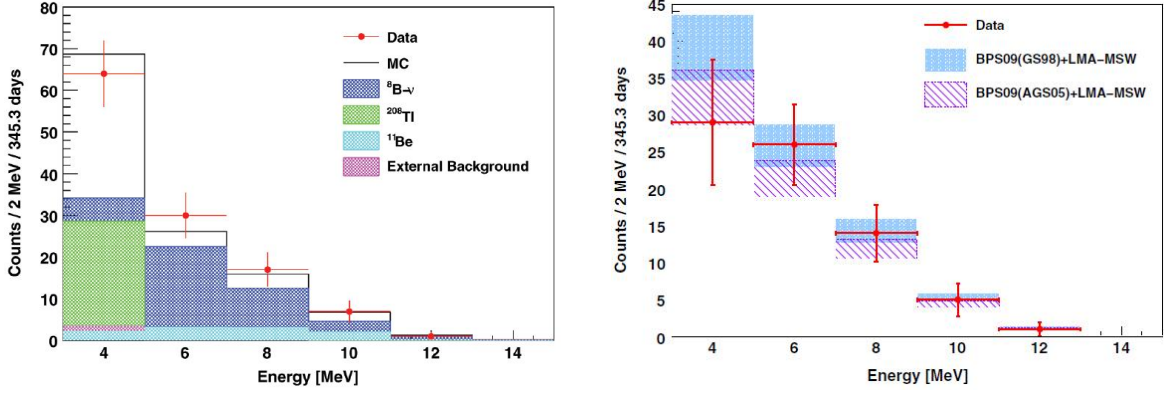 80
70
60
50
40
30
20
10
0
Counts / 2 MeV / 345.3 days
Data
MC
⁸B-ν
²⁰⁸Tl
¹¹Be
External Background
4 6 8 10 12 14
Energy [MeV]
45
40
35
30
25
20
15
10
5
0
Counts / 2 MeV / 345.3 days
Data
BPS09(GS98)+LMA-MSW
BPS09(AGS05)+LMA-MSW
4 6 8 10 12 14
Energy [MeV]